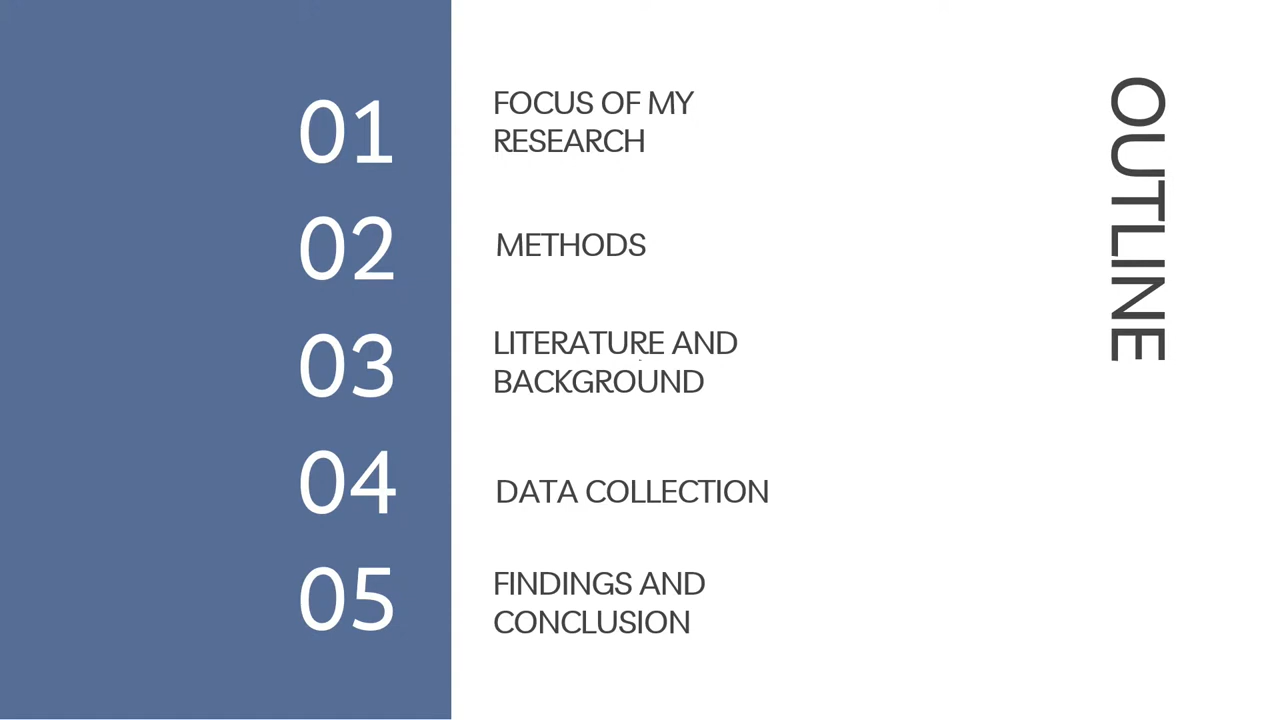 01
FOCUS OF MY
RESEARCH
02
METHODS
03
LITERATURE AND
BACKGROUND
04
DATA COLLECTION
05
FINDINGS AND
CONCLUSION
OUTLINE